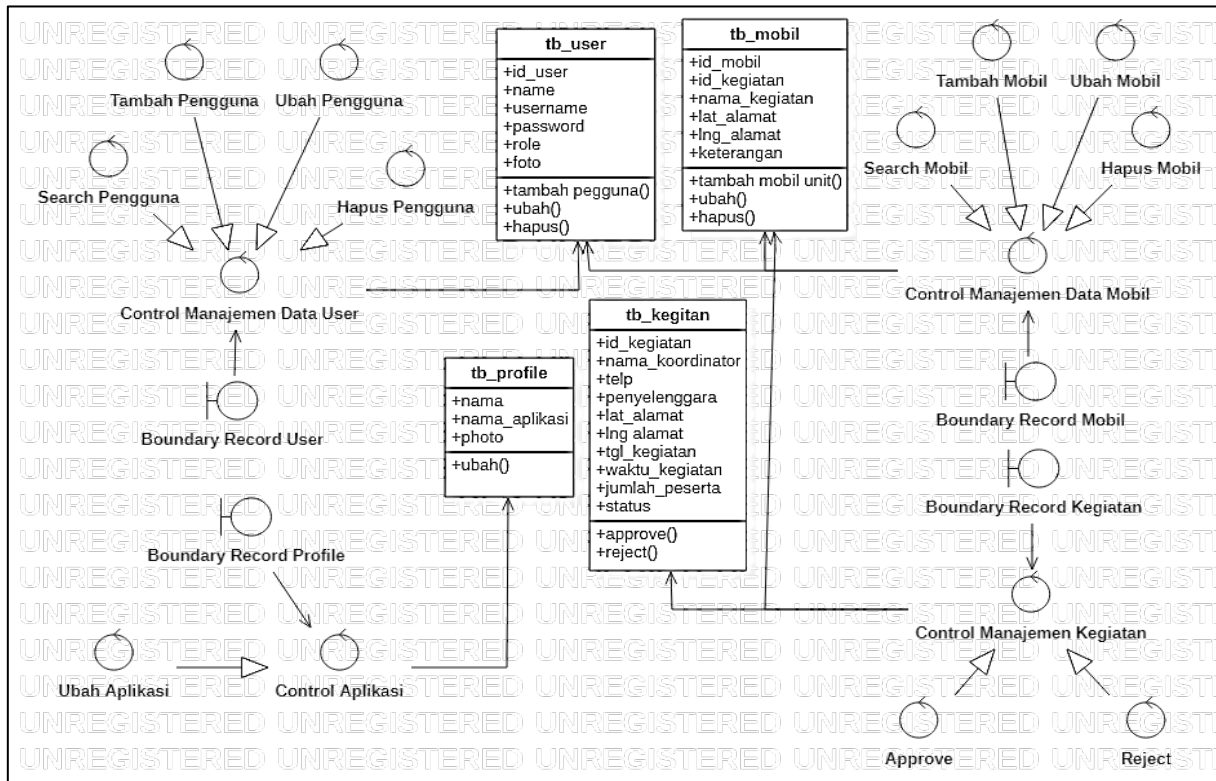 UNREGISTERED UNREGISTERED UNREGISTERED UNREGISTERED UNREGIST
Tambah Pengguna
Ubah Pengguna
Search Pengguna
Hapus Pengguna
Control Manajemen Data User
Boundary Record User
Boundary Record Profile
Ubah Aplikasi
Control Aplikasi
tb_user
+id_user
+name
+username
+password
+role
+foto
+tambah pegguna()
+ubah()
+hapus()
tb_mobil
+id_mobil
+id_kegiatan
+nama_kegiatan
+lat_alamat
+lng_alamat
+keterangan
+tambah mobil unit()
+ubah()
+hapus()
tb_profile
+nama
+nama_aplikasi
+photo
+ubah()
tb_kegitan
+id_kegiatan
+nama_koordinator
+telp
+penyelenggara
+lat_alamat
+lng alamat
+tgl_kegiatan
+waktu_kegiatan
+jumlah_peserta
+status
+approve()
+reject()
Tambah Mobil
Ubah Mobil
Search Mobil
Hapus Mobil
Control Manajemen Data Mobil
Boundary Record Mobil
Boundary Record Kegiatan
Control Manajemen Kegiatan
Approve
Reject